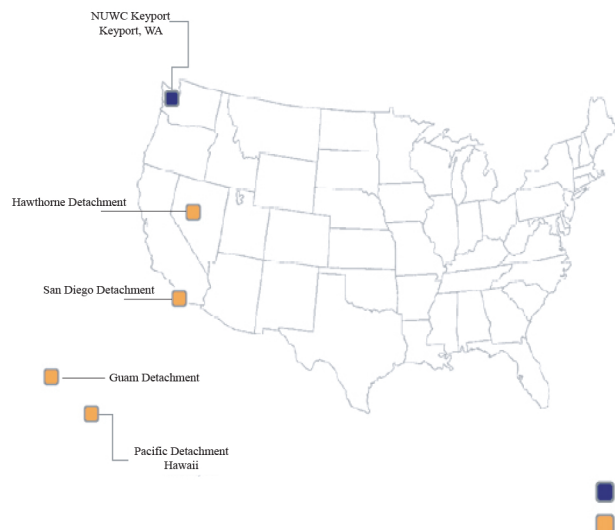 NUWC Keyport
Keyport, WA
Hawthorne Detachment
San Diego Detachment
Guam Detachment
Pacific Detachment
Hawaii